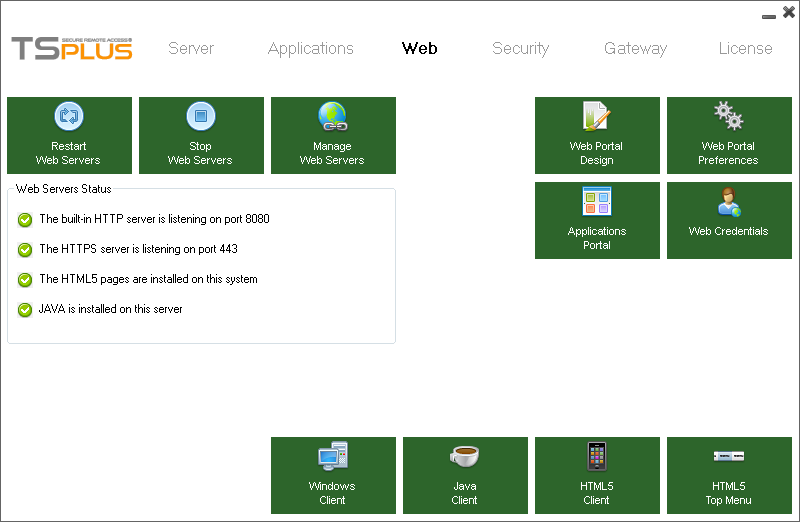 SECURE REMOTE ACCESS
TSPLUS
Server
Applications
Web
Security
Gateway
License
Restart
Web Servers
Stop
Web Servers
Manage
Web Servers
Web Portal
Design
Web Portal
Preferences
Web Servers Status
The built-in HTTP server is listening on port 8080
The HTTPS server is listening on port 443
The HTML5 pages are installed on this system
JAVA is installed on this server
Applications
Portal
Web Credentials
Windows
Client
Java
Client
HTML5
Client
HTML5
Top Menu